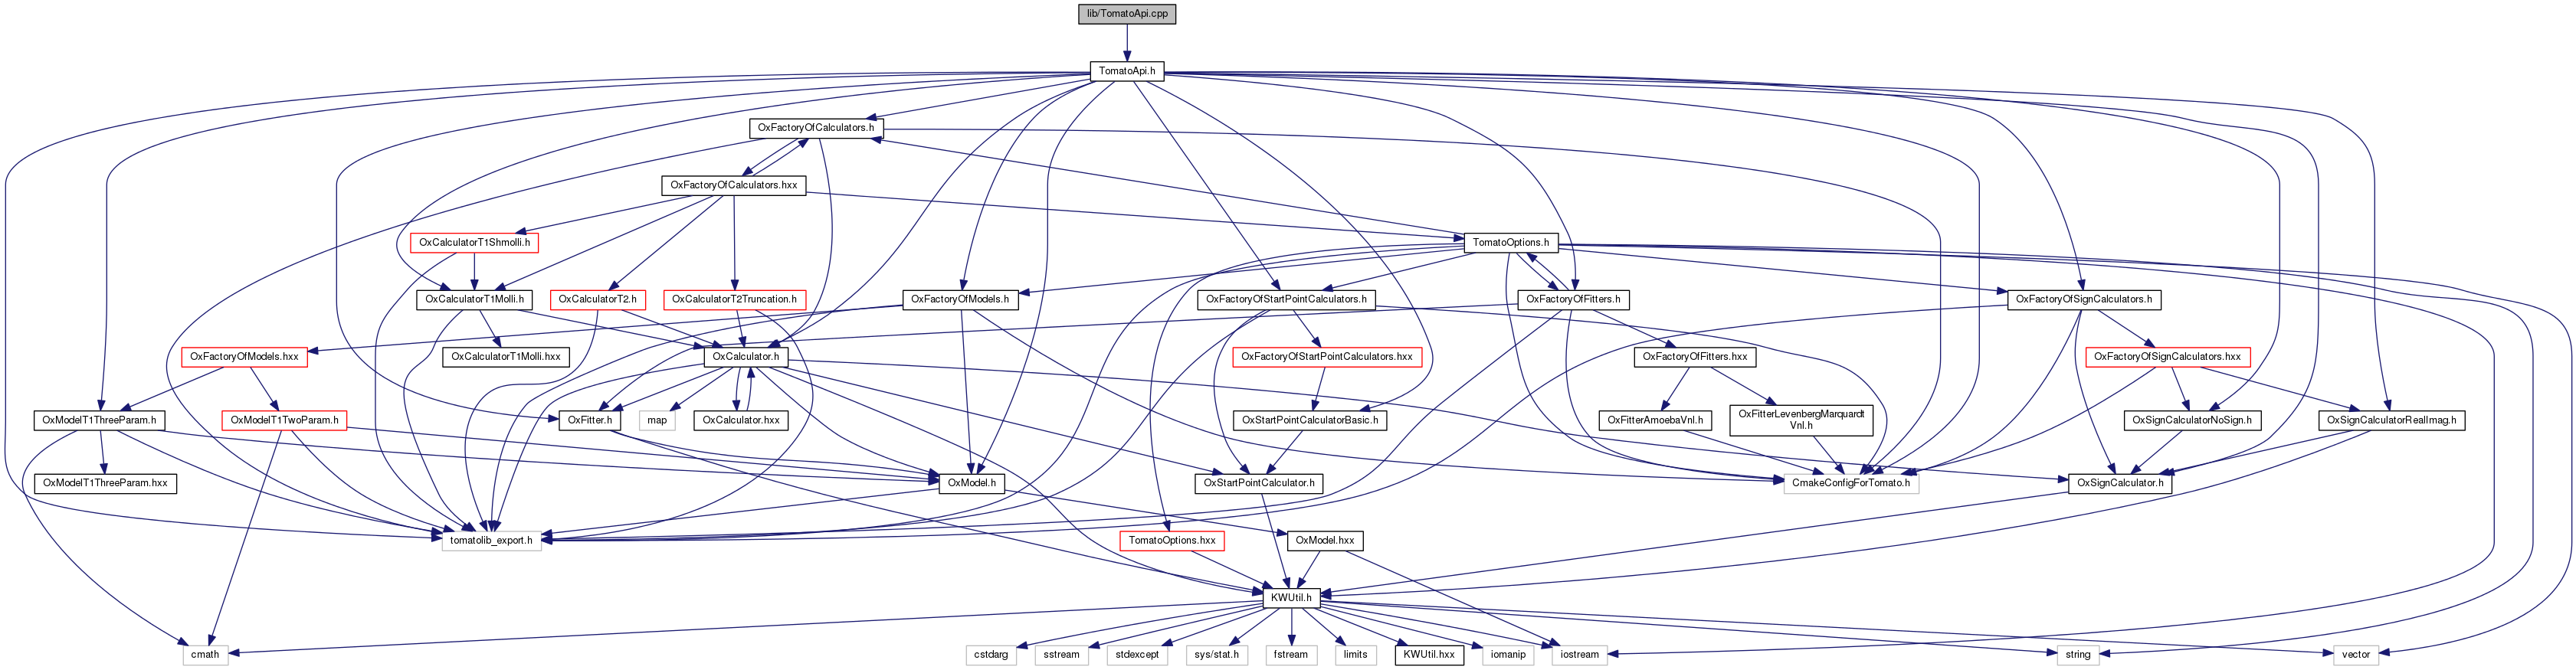 lib/TomatoApi.cpp
TomatoApi.h
OxFactoryOfCalculators.h
OxFactoryOfCalculators.hxx
OxCalculatorT1Shmolli.h
TomatoOptions.h
OxCalculatorT1Molli.h
OxCalculatorT2.h
OxCalculatorT2Truncation.h
OxFactoryOfModels.h
OxFactoryOfStartPointCalculators.h
OxFactoryOfFitters.h
OxFactoryOfSignCalculators.h
OxFactoryOfModels.hxx
OxCalculatorT1Molli.hxx
OxCalculator.h
OxFactoryOfStartPointCalculators.hxx
OxFactoryOfFitters.hxx
OxFactoryOfSignCalculators.hxx
OxModelT1ThreeParam.h
OxModelT1TwoParam.h
OxFitter.h
map
OxCalculator.hxx
OxStartPointCalculatorBasic.h
OxFitterAmoebaVnl.h
OxFitterLevenbergMarquardt
Vnl.h
OxSignCalculatorNoSign.h
OxSignCalculatorRealImag.h
OxModelT1ThreeParam.hxx
OxModel.h
OxStartPointCalculator.h
CmakeConfigForTomato.h
OxSignCalculator.h
tomatolib_export.h
TomatoOptions.hxx
OxModel.hxx
KWUtil.h
cmath
cstdarg
sstream
stdexcept
sys/stat.h
fstream
limits
KWUtil.hxx
iomanip
iostream
string
vector